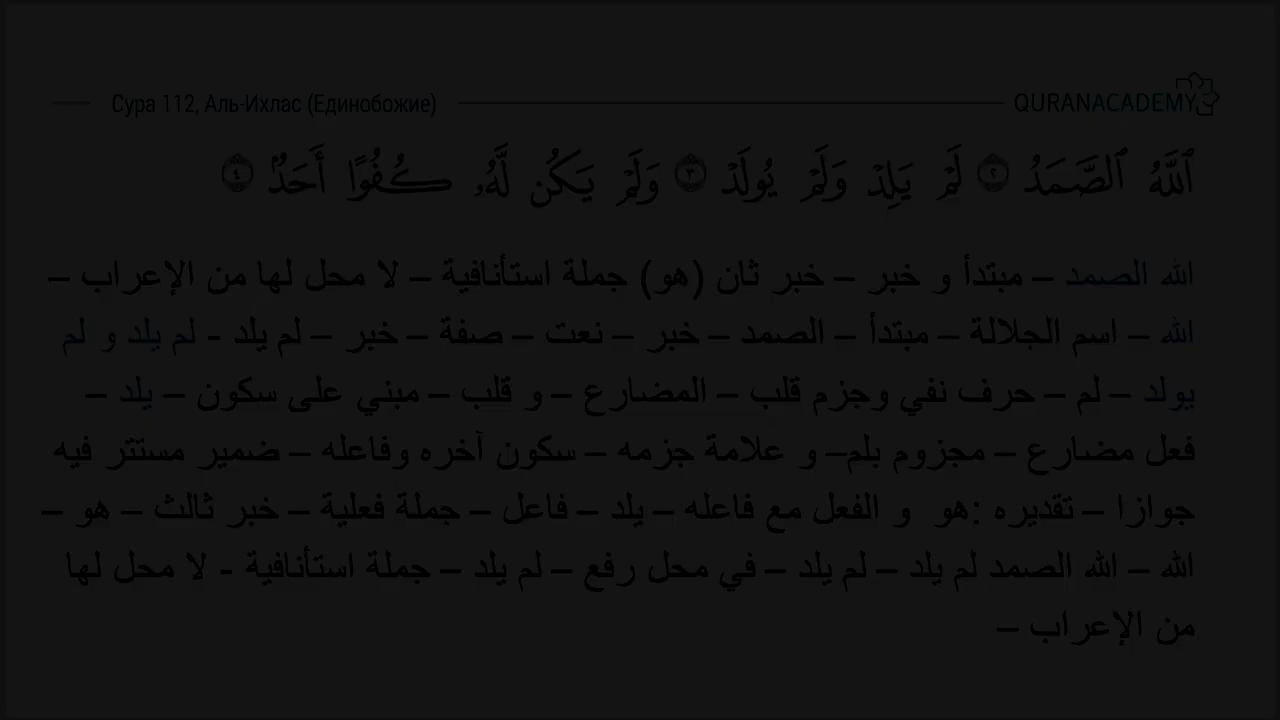 Сура 112, Аль-Ихлас (Единобожие)
QURANACADEMY
ٱللَّهُ ٱلصَّمَدُ ٢ لَمْ يَلِدْ وَلَمْ يُولَدْ ٣ وَلَمْ يَكُن لَّهُۥ كُفُوًا أَحَدٌۢ ٤
الله الصمد – مبتدأ و خبر – خبر ثان (هو) جملة استأنافية – لا محل لها من الإعراب –
الله – اسم الجلالة – مبتدأ – الصمد – خبر – نعت – صفة – خبر – لم يلد - لم يلد و لم
يولد – لم – حرف نفي وجزم قلب – المضارع – و قلب – مبني على سكون – يلد –
فعل مضارع – مجزوم بلم– و علامة جزمه – سكون آخره وفاعله – ضمير مستتر فيه
جوازا – تقديره :هو و الفعل مع فاعله – يلد – فاعل – جملة فعلية – خبر ثالث – هو –
الله – الله الصمد لم يلد – لم يلد – في محل رفع – لم يلد – جملة استأنافية - لا محل لها
من الإعراب –